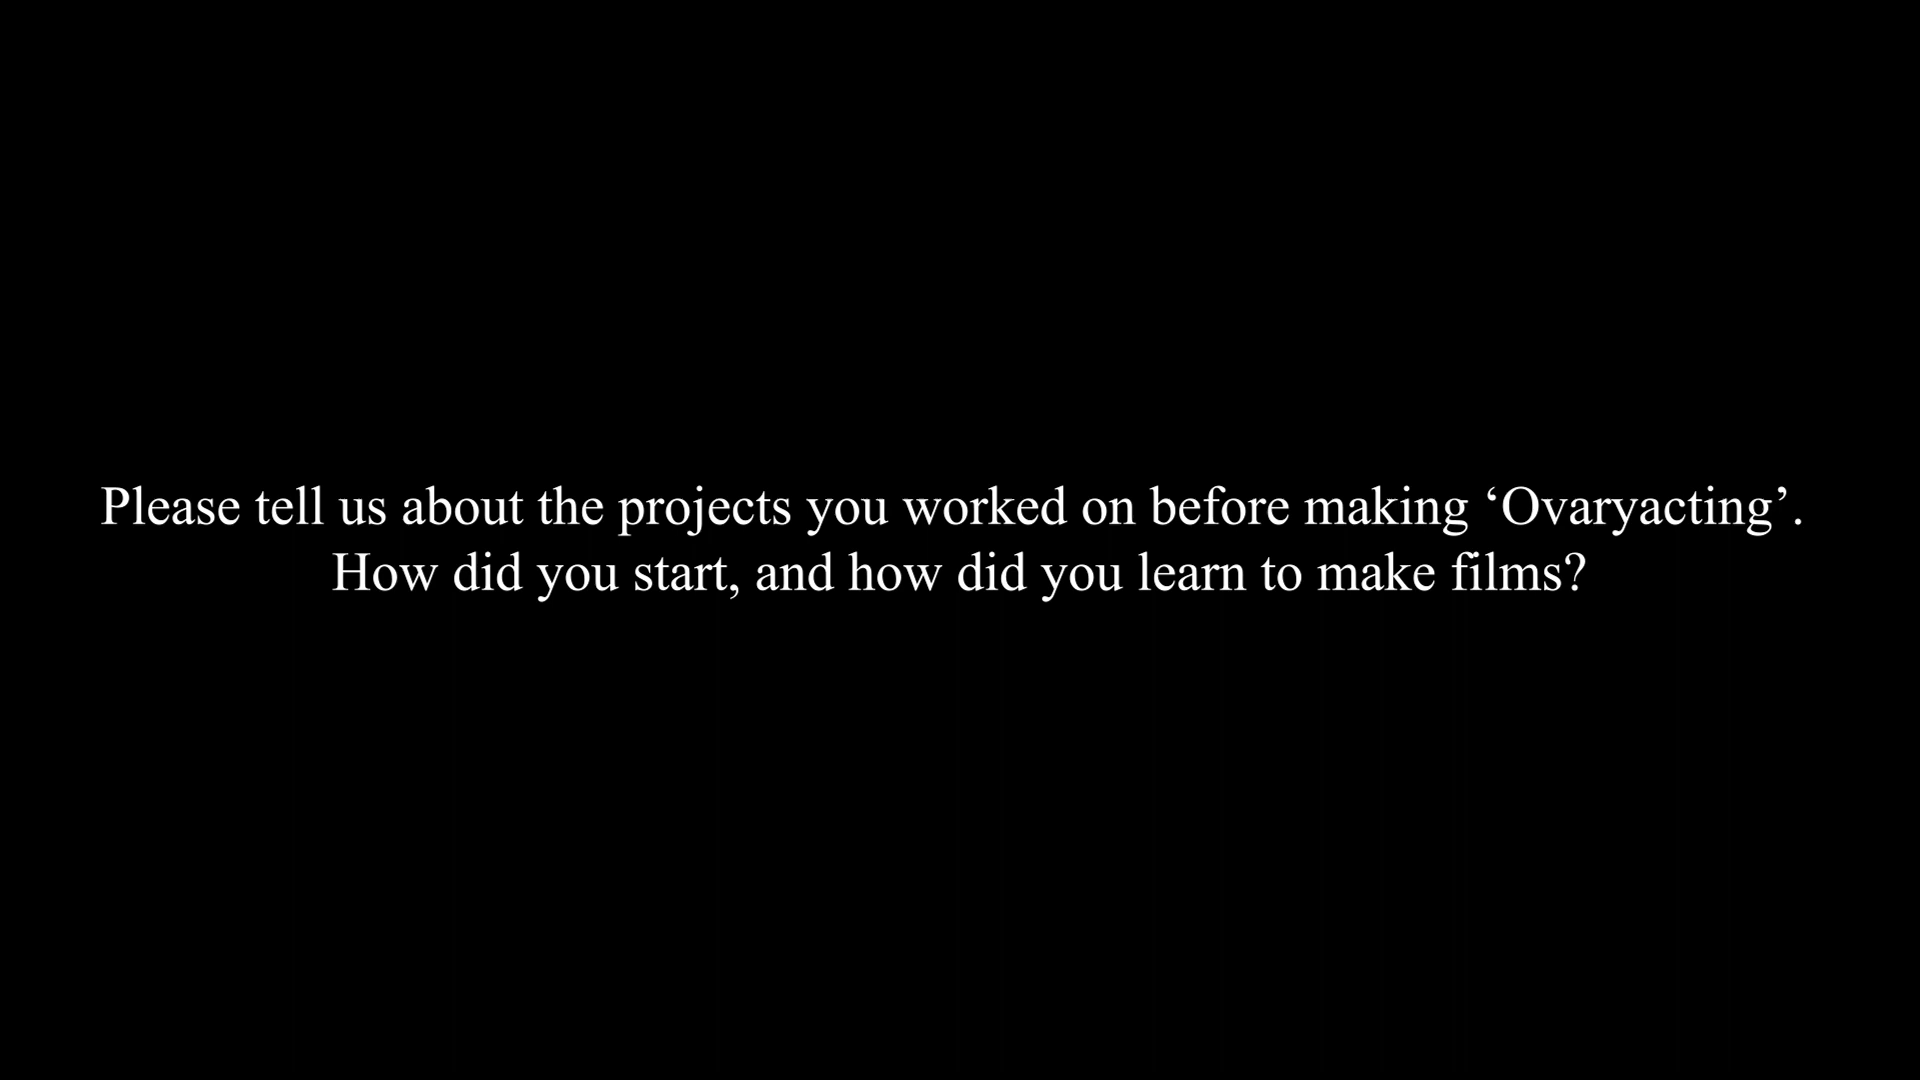 Please tell us about the projects you worked on before making ‘Ovaryacting’.
How did you start, and how did you learn to make films?